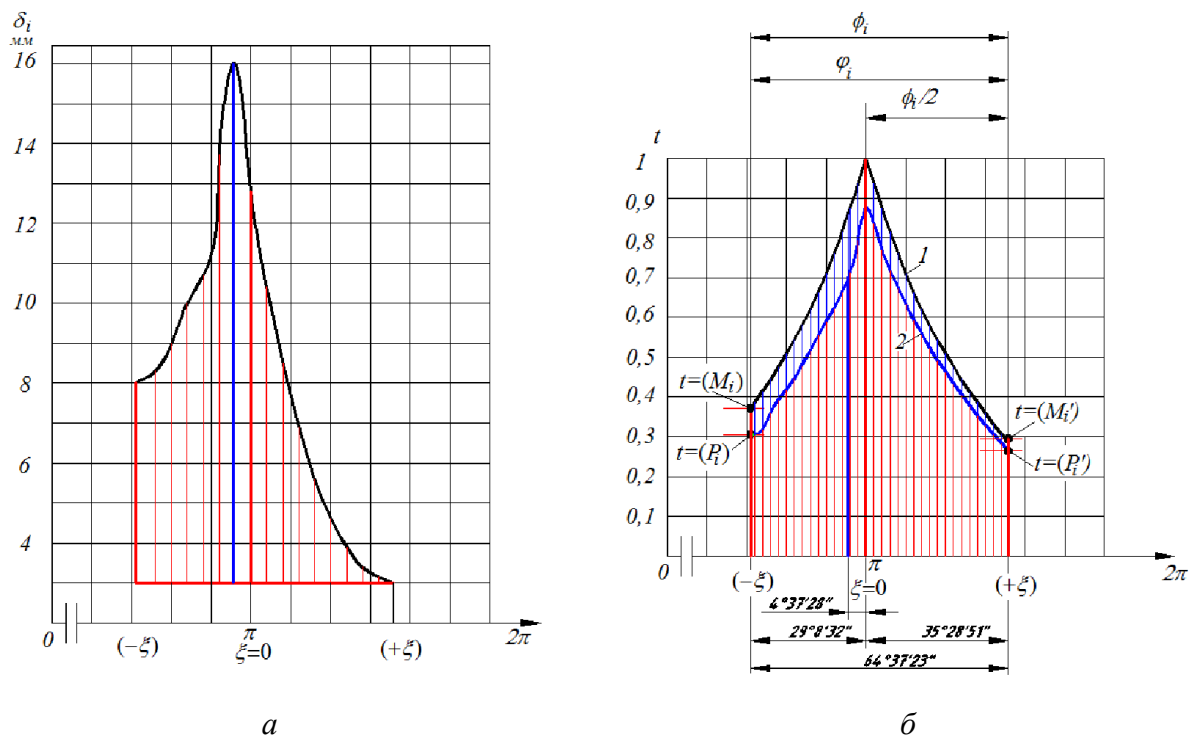 δi
мм
16
14
12
10
8
6
4
0
(−ξ)
π
ξ=0
(+ξ)
2π
а
ϕi
φi
ϕi/2
t
1
0,9
0,8
0,7
0,6
0,5
0,4
0,3
0,2
0,1
1
2
t=(Mi)
t=(Pi)
t=(Mi')
t=(Pi')
0
(−ξ)
π
ξ=0
(+ξ)
2π
4°37'28"
29°8'32"
35°28'51"
64°37'23"
б